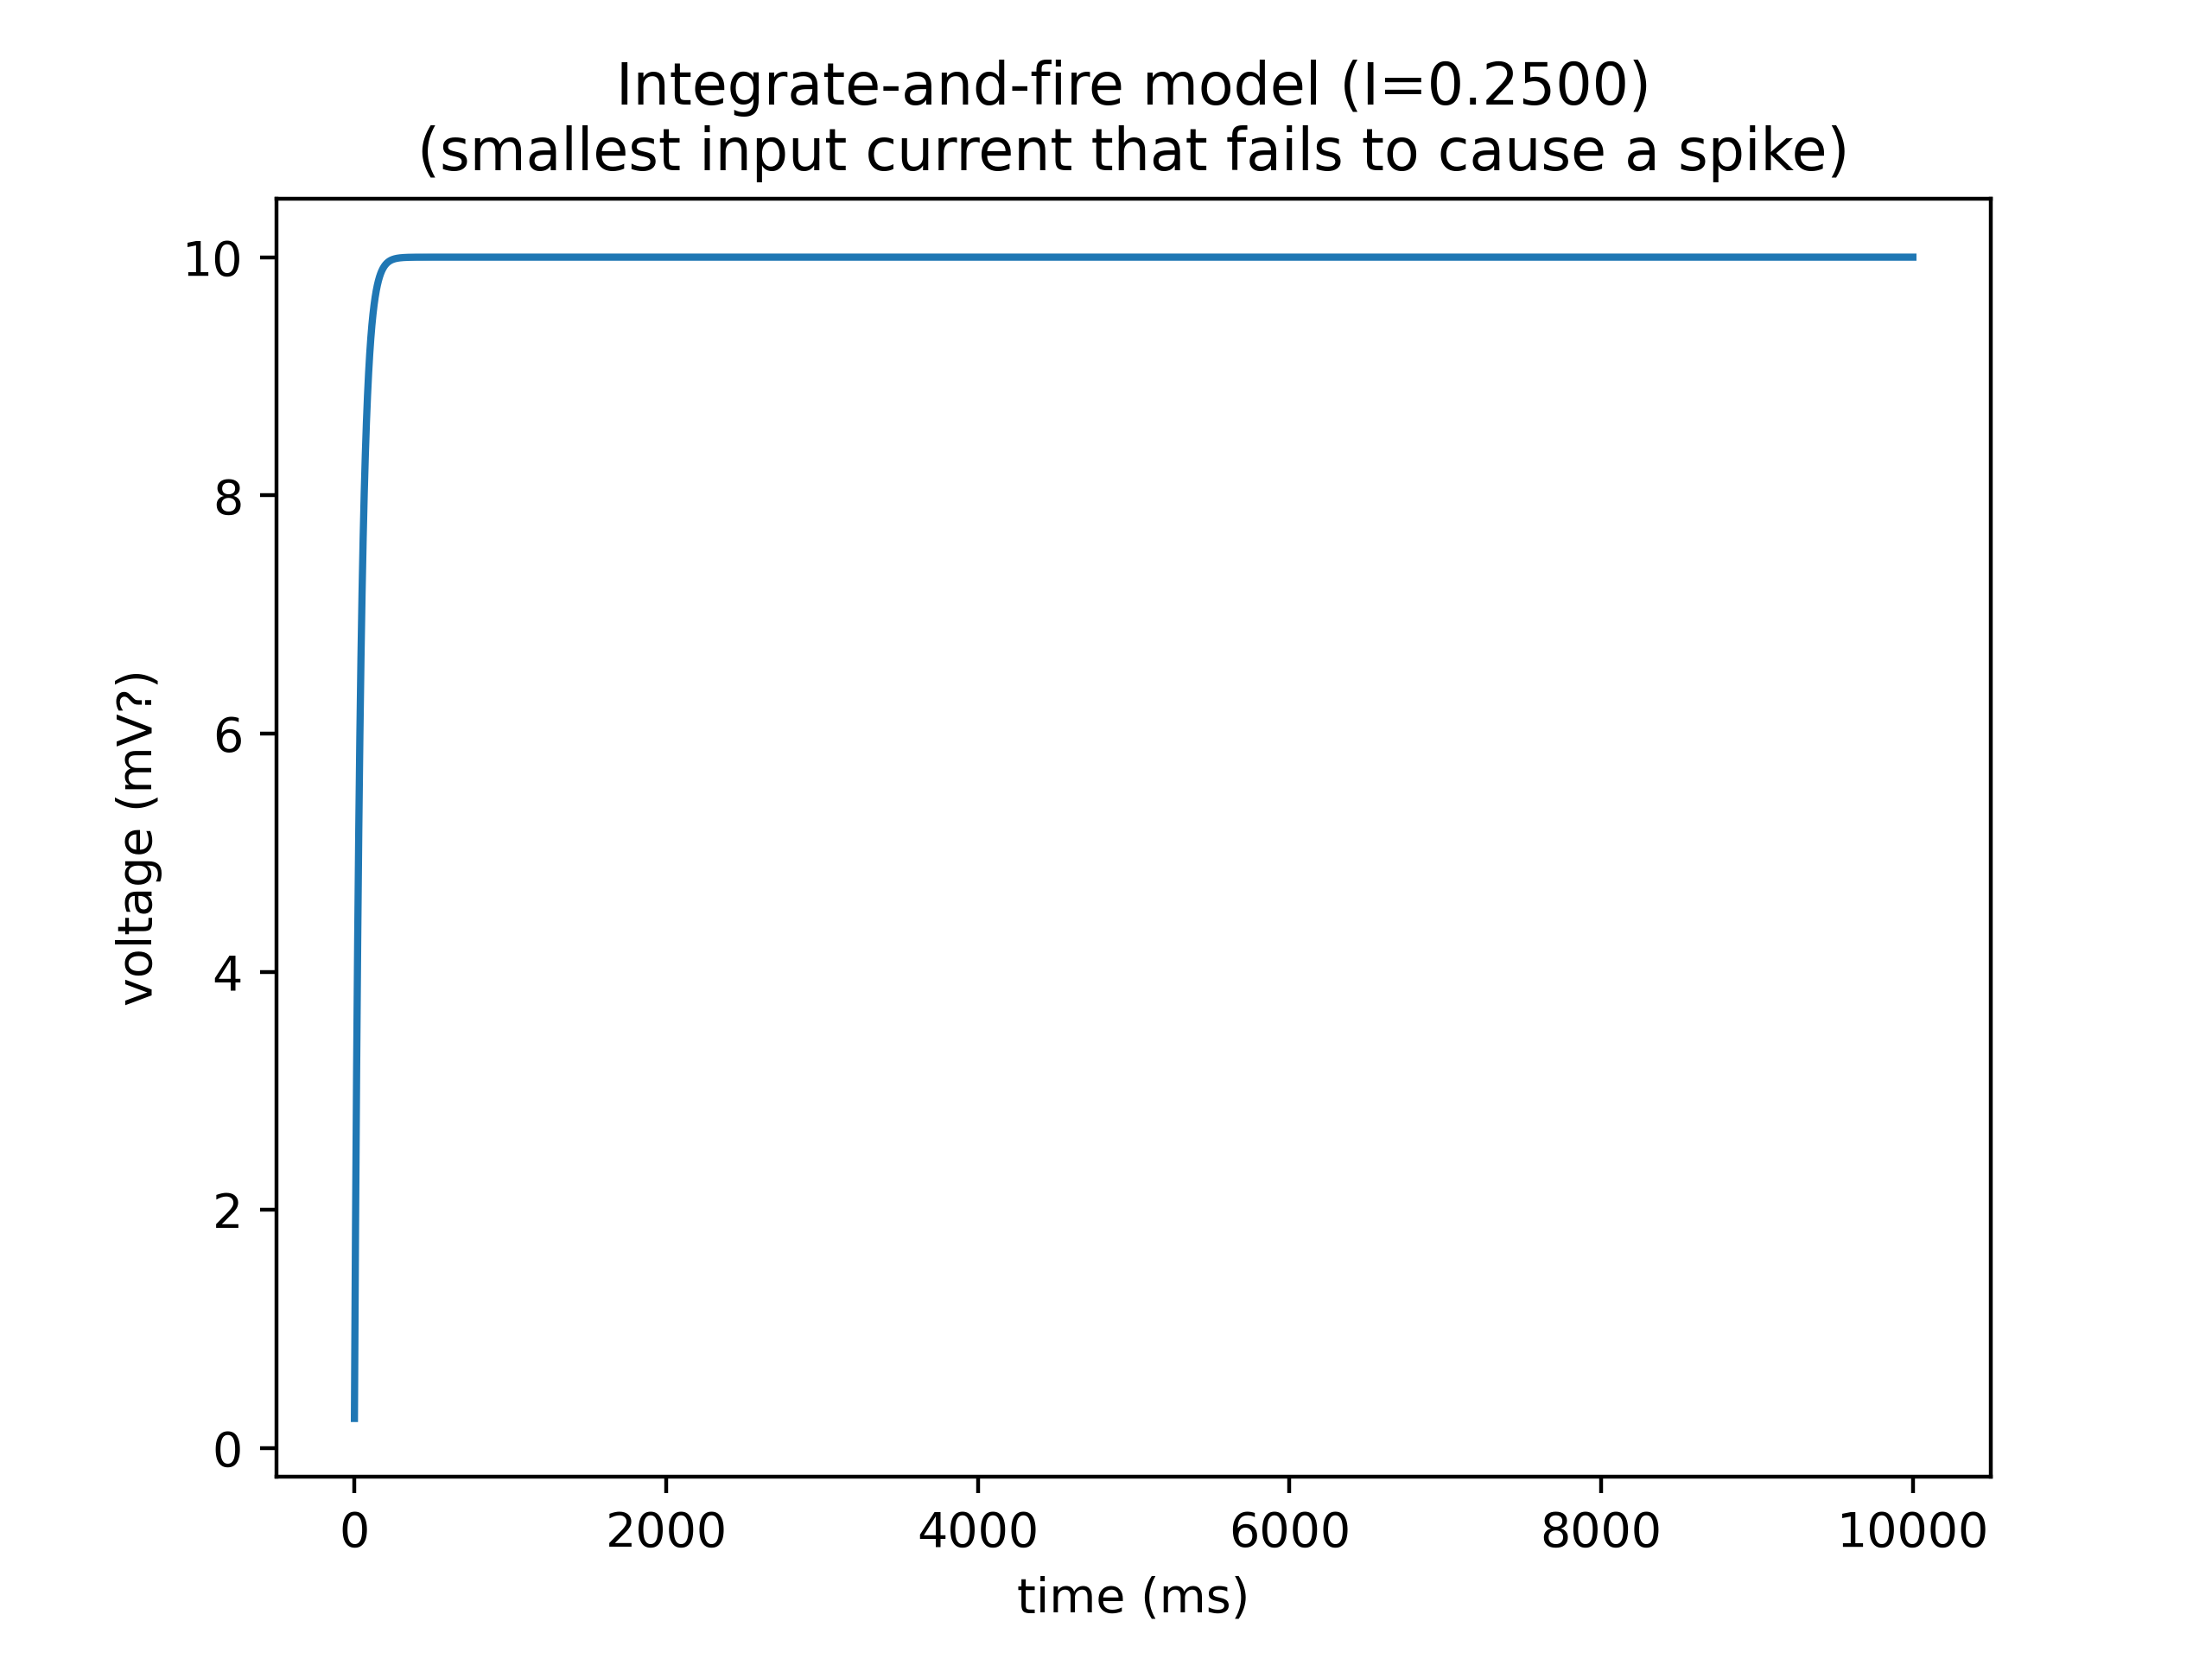 Integrate-and-fire model (I=0.2500)
(smallest input current that fails to cause a spike)
10
8
6
4
2
0
voltage (mV?)
0 2000 4000 6000 8000 10000
time (ms)